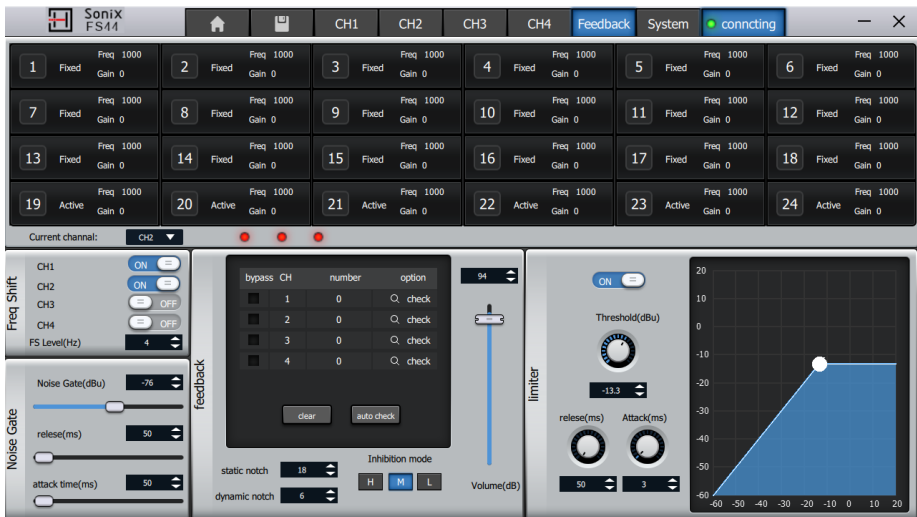 SoniX
FS44
CH1 CH2 CH3 CH4 Feedback System conncting
1 Fixed Freq 1000 Gain 0
2 Fixed Freq 1000 Gain 0
3 Fixed Freq 1000 Gain 0
4 Fixed Freq 1000 Gain 0
5 Fixed Freq 1000 Gain 0
6 Fixed Freq 1000 Gain 0
7 Fixed Freq 1000 Gain 0
8 Fixed Freq 1000 Gain 0
9 Fixed Freq 1000 Gain 0
10 Fixed Freq 1000 Gain 0
11 Fixed Freq 1000 Gain 0
12 Fixed Freq 1000 Gain 0
13 Fixed Freq 1000 Gain 0
14 Fixed Freq 1000 Gain 0
15 Fixed Freq 1000 Gain 0
16 Fixed Freq 1000 Gain 0
17 Fixed Freq 1000 Gain 0
18 Fixed Freq 1000 Gain 0
19 Active Freq 1000 Gain 0
20 Active Freq 1000 Gain 0
21 Active Freq 1000 Gain 0
22 Active Freq 1000 Gain 0
23 Active Freq 1000 Gain 0
24 Active Freq 1000 Gain 0
Current channal: CH2
Freq Shift
CH1 ON
CH2 ON
CH3 OFF
CH4 OFF
FS Level(Hz) 4
Noise Gate
Noise Gate(dBu) -76
relese(ms) 50
attack time(ms) 50
feedback
bypass CH number option
1 0 check
2 0 check
3 0 check
4 0 check
clear auto check
static notch 18
dynamic notch 6
Inhibition mode
H M L
94
Volume(dB)
limiter
ON
Threshold(dBu)
-13.3
relese(ms) Attack(ms)
50 3
20
10
0
-10
-20
-30
-40
-50
-60
-60 -50 -40 -30 -20 -10 0 10 20